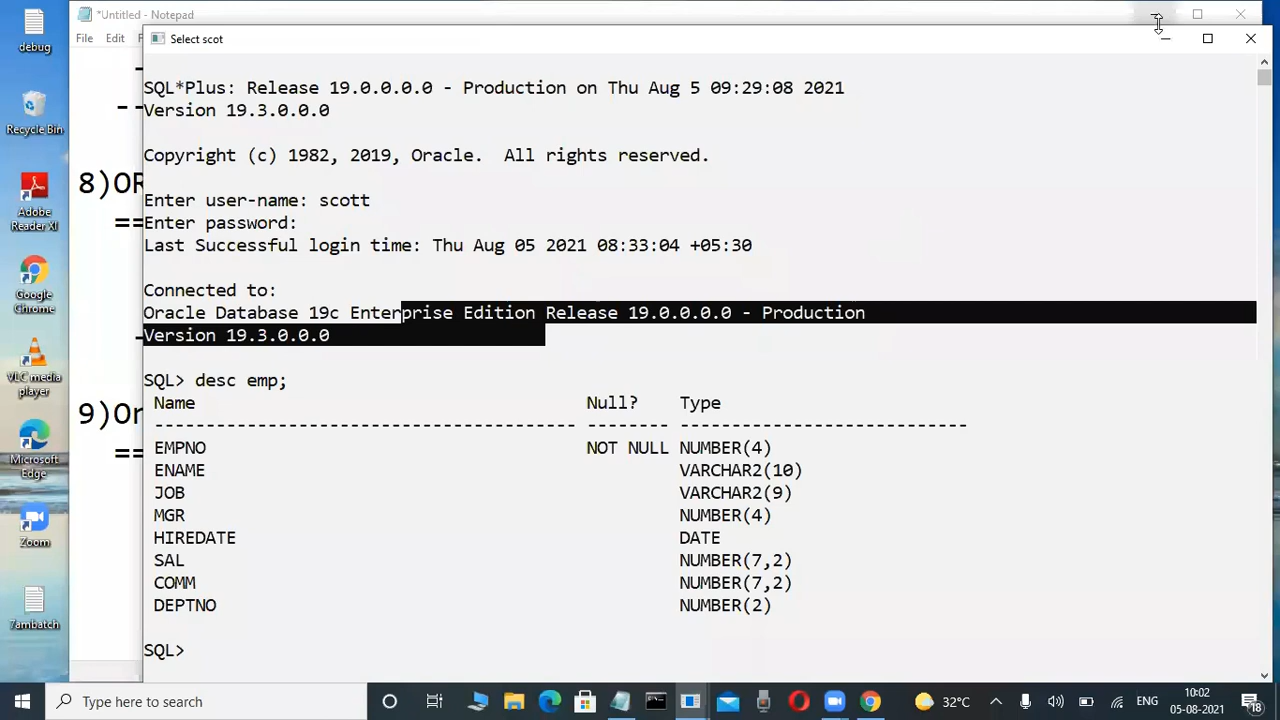 *Untitled - Notepad
File Edit
Select scot
SQL*Plus: Release 19.0.0.0.0 - Production on Thu Aug 5 09:29:08 2021
Version 19.3.0.0.0
Copyright (c) 1982, 2019, Oracle.  All rights reserved.
Enter user-name: scott
Enter password:
Last Successful login time: Thu Aug 05 2021 08:33:04 +05:30
Connected to:
Oracle Database 19c Enterprise Edition Release 19.0.0.0.0 - Production
Version 19.3.0.0.0
SQL> desc emp;
Name Null? Type
----------------------------------------- -------- ----------------------------
EMPNO NOT NULL NUMBER(4)
ENAME VARCHAR2(10)
JOB VARCHAR2(9)
MGR NUMBER(4)
HIREDATE DATE
SAL NUMBER(7,2)
COMM NUMBER(7,2)
DEPTNO NUMBER(2)
SQL>
8)OR
==
9)Or
==
debug
Recycle Bin
Adobe
Reader XI
Google
Chrome
VLC media
player
Microsoft
Edge
Zoom
7ambatch
Type here to search
32°C
ENG
10:02
05-08-2021
18